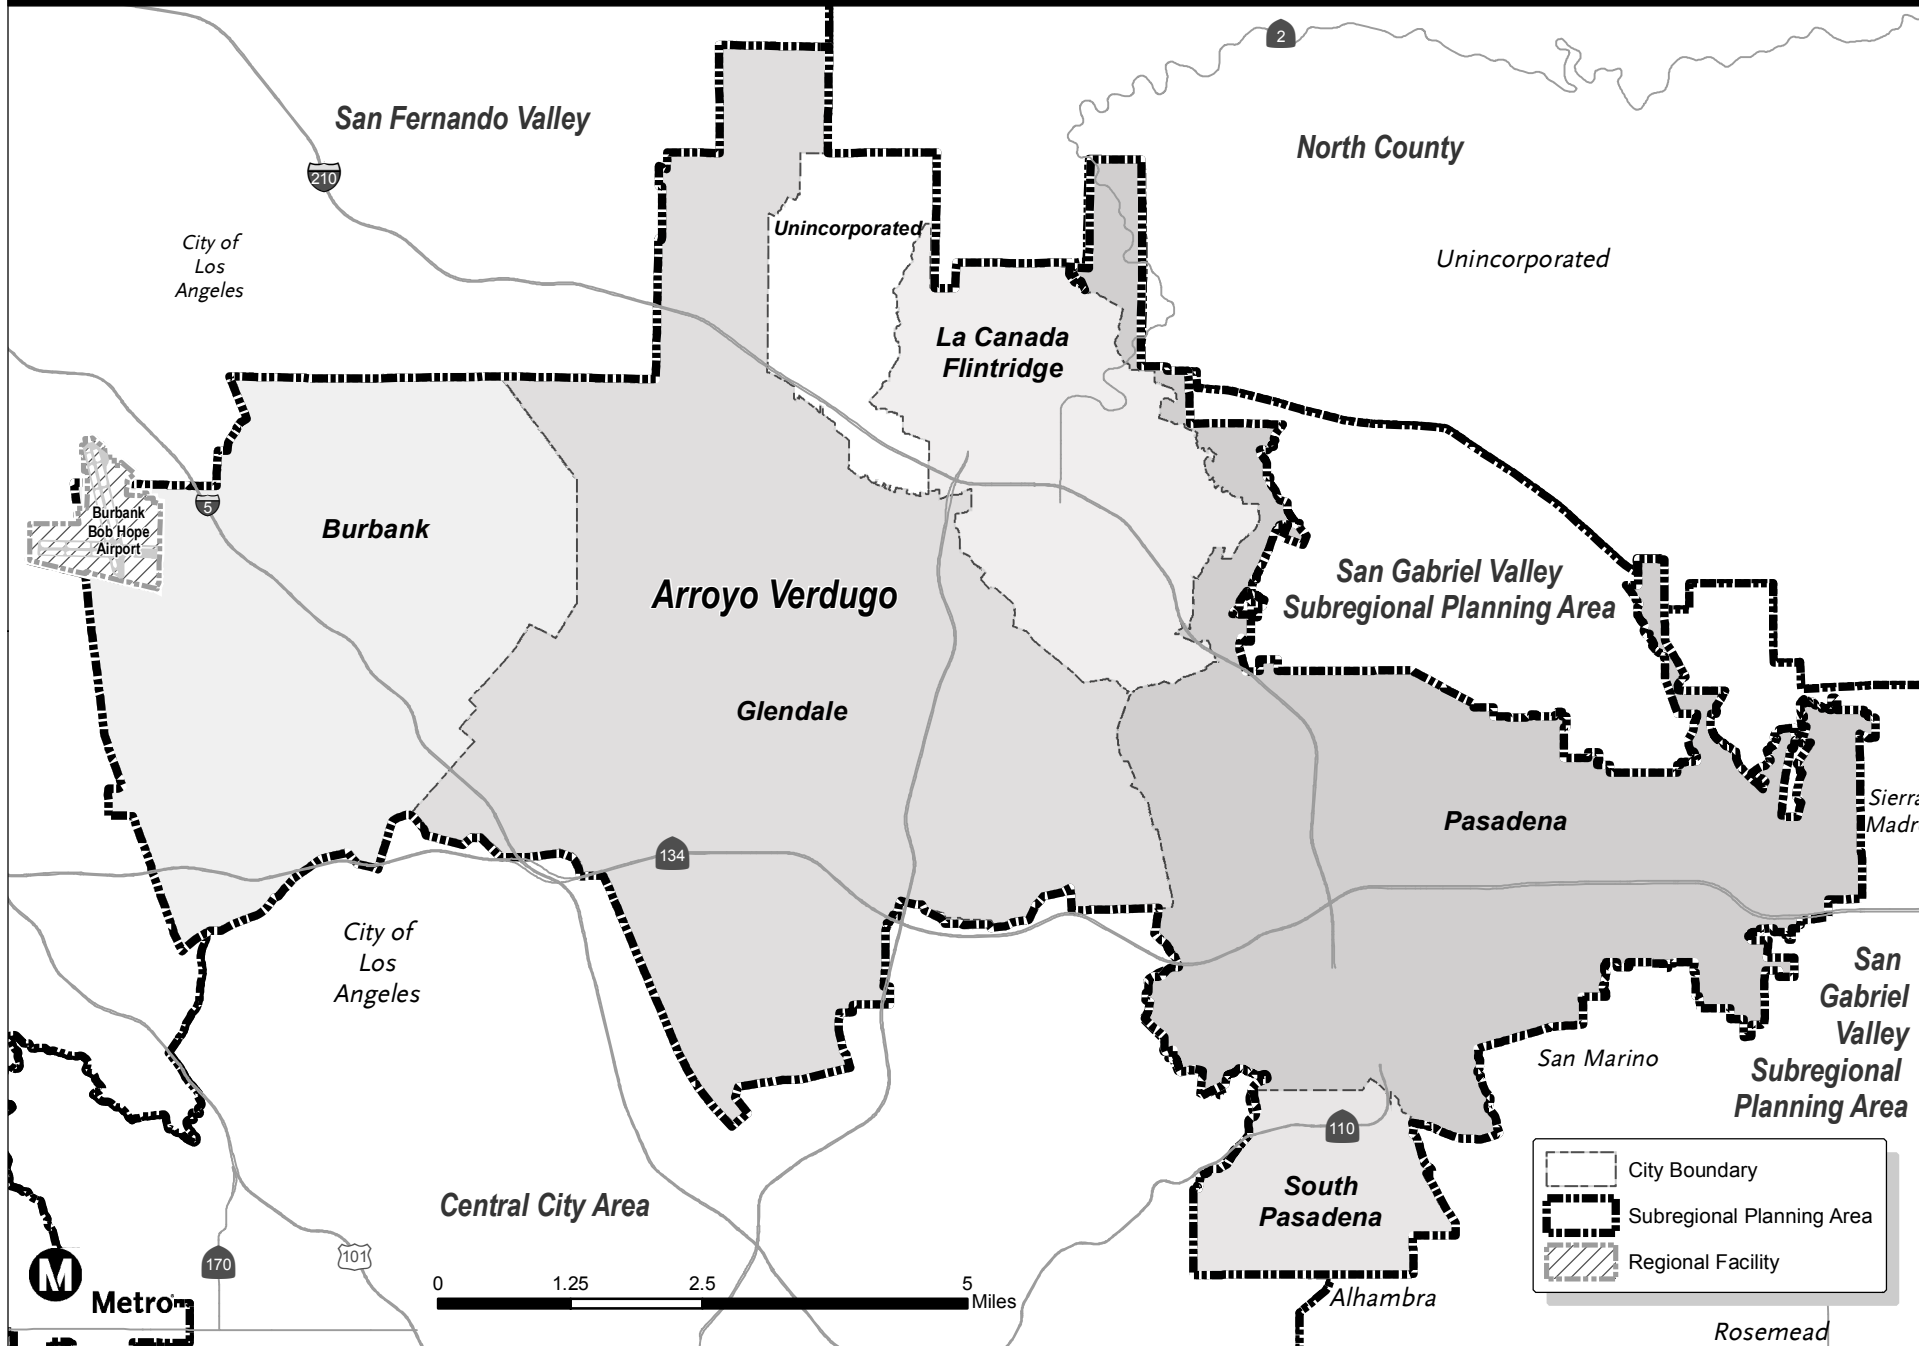 2
San Fernando Valley
North County
210
Unincorporated
City of
Los
Angeles
Unincorporated
La Canada
Flintridge
5
Burbank
Bob Hope
Airport
Burbank
Arroyo Verdugo
San Gabriel Valley
Subregional Planning Area
Glendale
Pasadena
Sierra
Madr
134
City of
Los
Angeles
San
Gabriel
Valley
Subregional
Planning Area
San Marino
110
South
Pasadena
Central City Area
City Boundary
Subregional Planning Area
Regional Facility
170
101
M
Metro
0
1.25
2.5
5
Miles
Alhambra
Rosemead